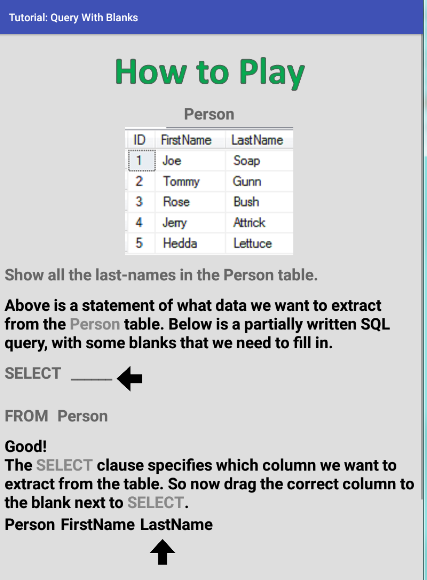 Tutorial: Query With Blanks
How to Play
Person
ID FirstName LastName
1 Joe Soap
2 Tommy Gunn
3 Rose Bush
4 Jerry Attrick
5 Hedda Lettuce
Show all the last-names in the Person table.
Above is a statement of what data we want to extract
from the Person table. Below is a partially written SQL
query, with some blanks that we need to fill in.
SELECT _____
FROM Person
Good!
The SELECT clause specifies which column we want to
extract from the table. So now drag the correct column to
the blank next to SELECT.
Person FirstName LastName